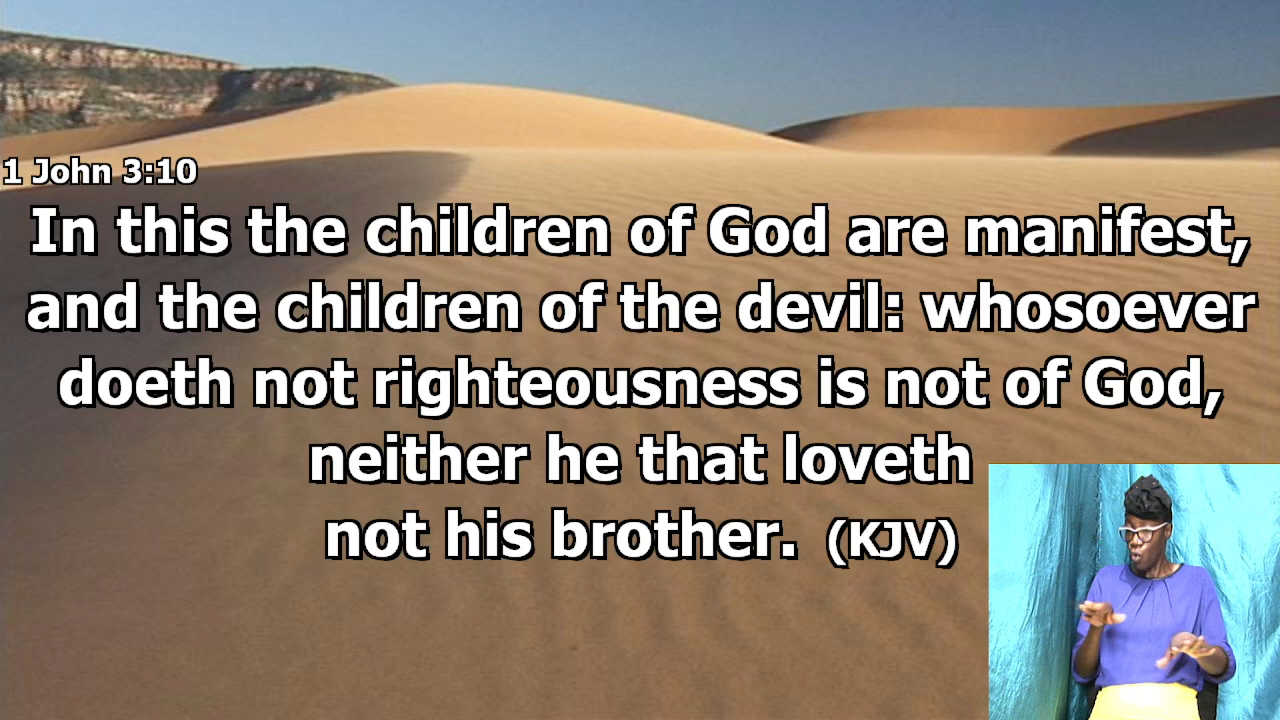 1 John 3:10
In this the children of God are manifest,
and the children of the devil: whosoever
doeth not righteousness is not of God,
neither he that loveth
not his brother. (KJV)